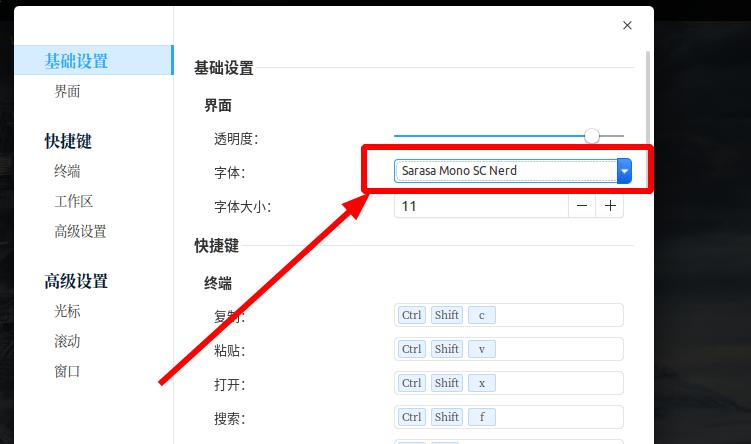 基础设置
界面
快捷键
终端
工作区
高级设置
高级设置
光标
滚动
窗口
基础设置
界面
透明度:
字体: Sarasa Mono SC Nerd
字体大小: 11
快捷键
终端
复制: Ctrl Shift c
粘贴: Ctrl Shift v
打开: Ctrl Shift x
搜索: Ctrl Shift f